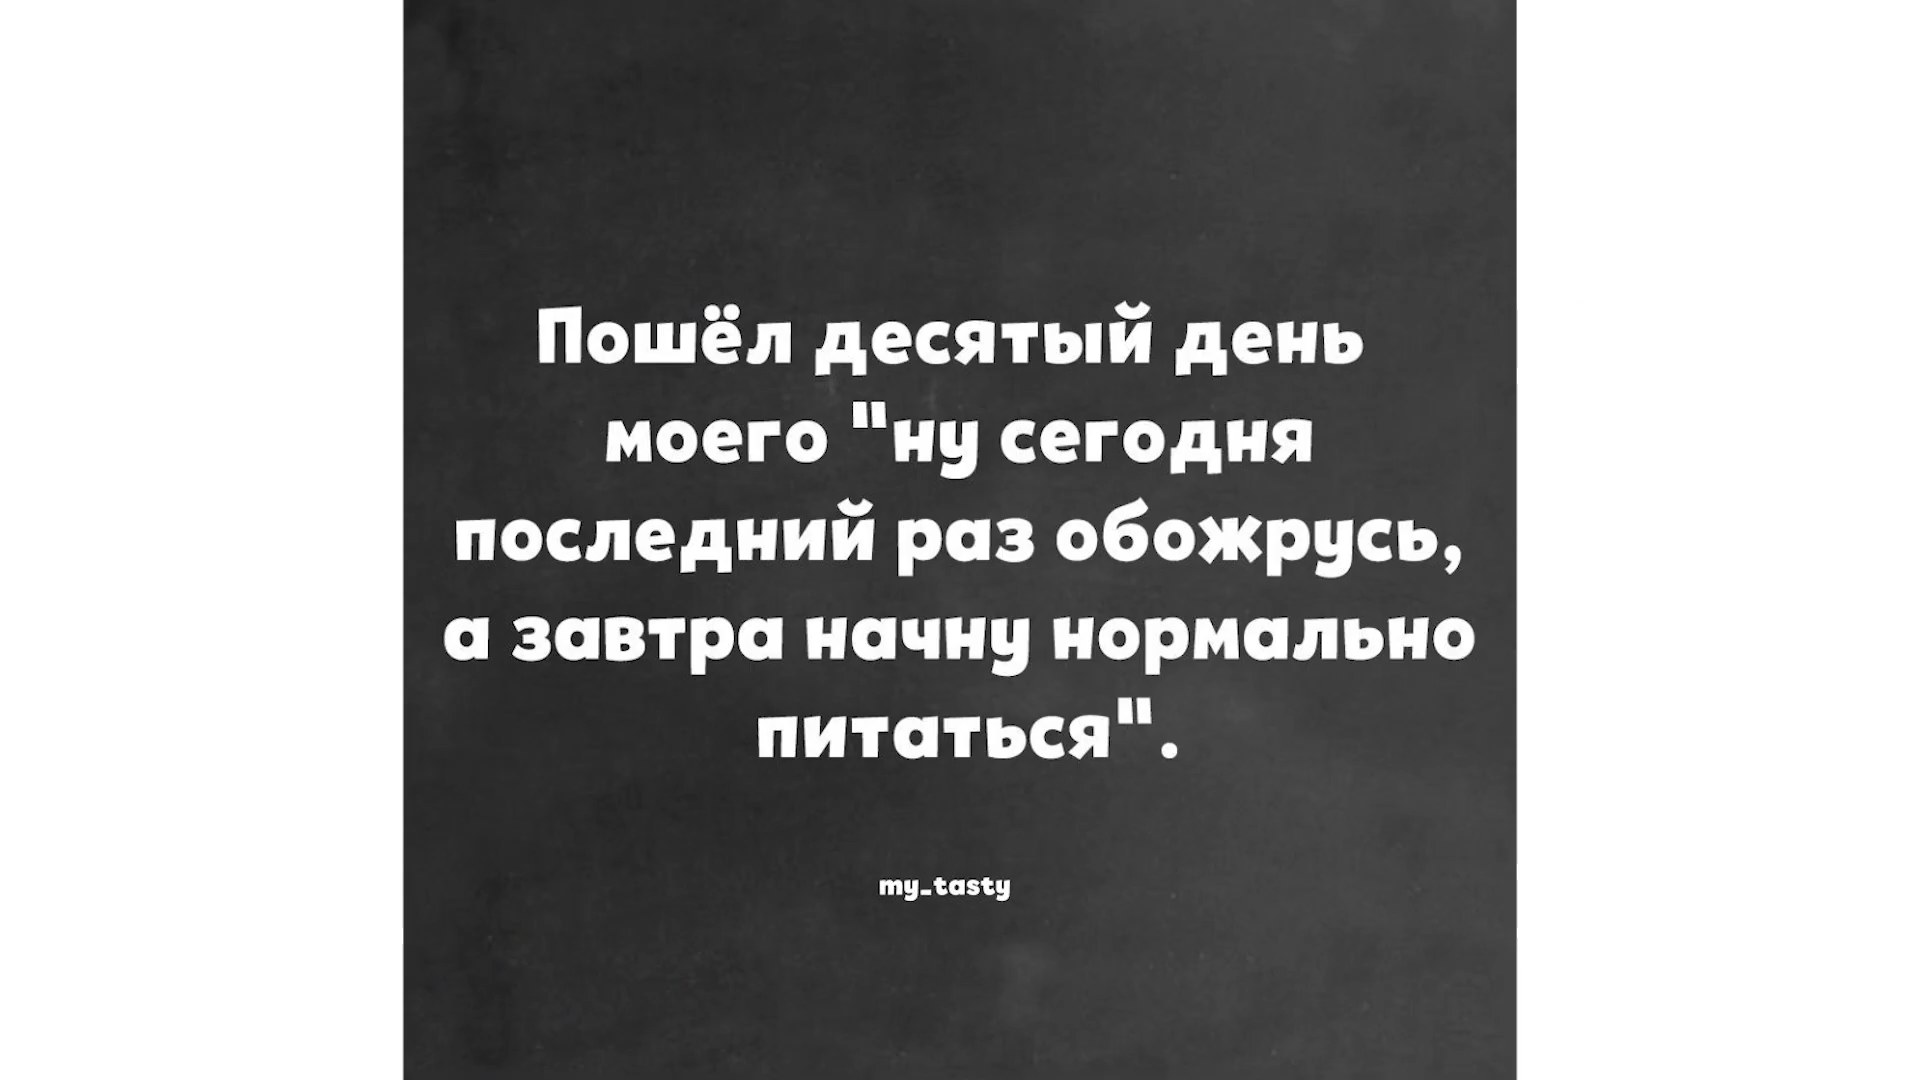 Пошёл десятый день
моего "ну сегодня
последний раз обожрусь,
а завтра начну нормально
питаться".
my_tasty